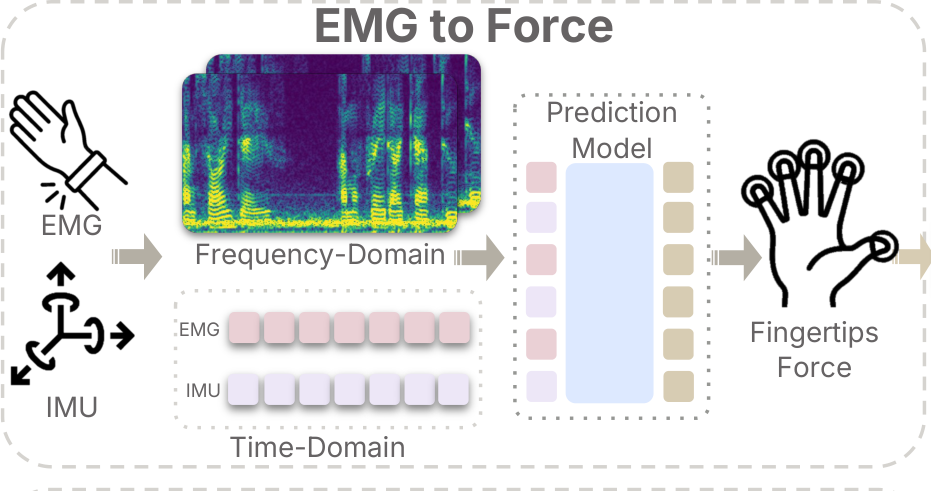 EMG to Force
EMG
IMU
Frequency-Domain
EMG
IMU
Time-Domain
Prediction
Model
Fingertips
Force